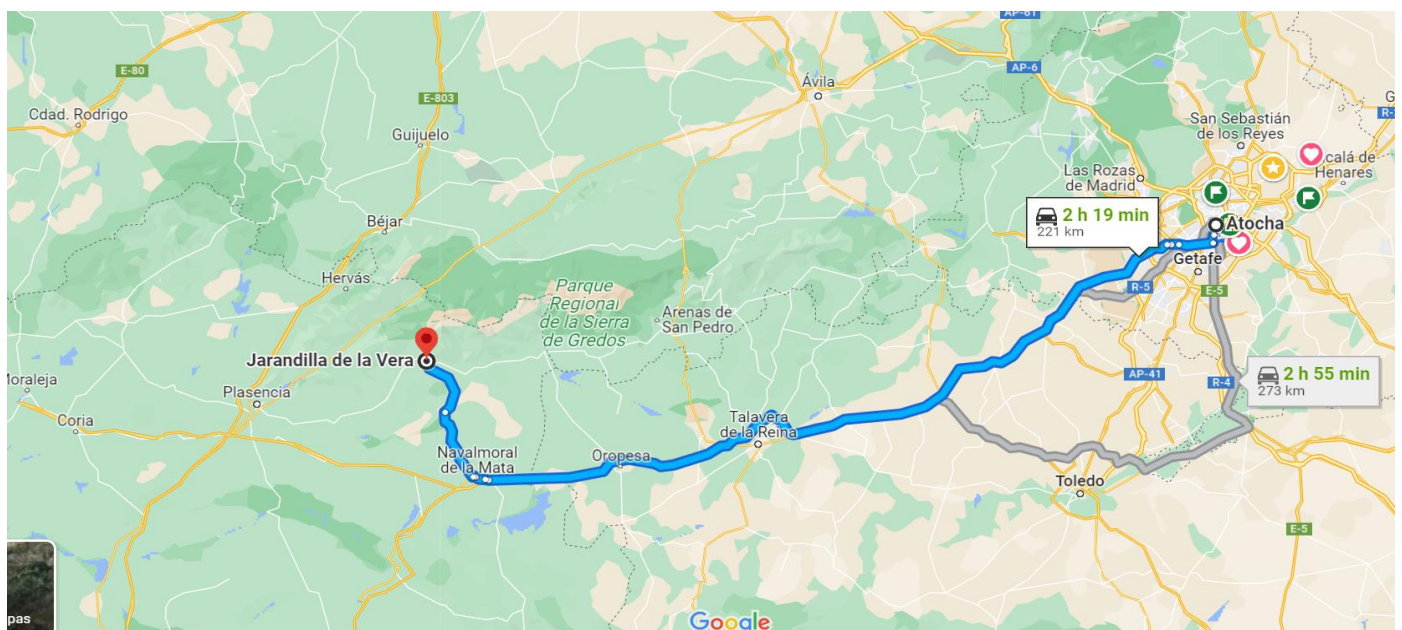 AP-61
E-80
AP-6
Ávila
E-803
Cdad. Rodrigo
G
R-
San Sebastián
de los Reyes
Guijuelo
calá de
Henares
Las Rozas
de Madrid
2 h 19 min
221 km
Atocha
Béjar
Getafe
Hervás
Parque
Regional
de la Sierra
de Gredos
R-5
E-5
Arenas de
San Pedro
Jarandilla de la Vera
Moraleja
Plasencia
AP-41
R-4
2 h 55 min
273 km
Coria
Talavera
de la Reina
Navalmoral
de la Mata
Oropesa
Toledo
E-5
pas
Google